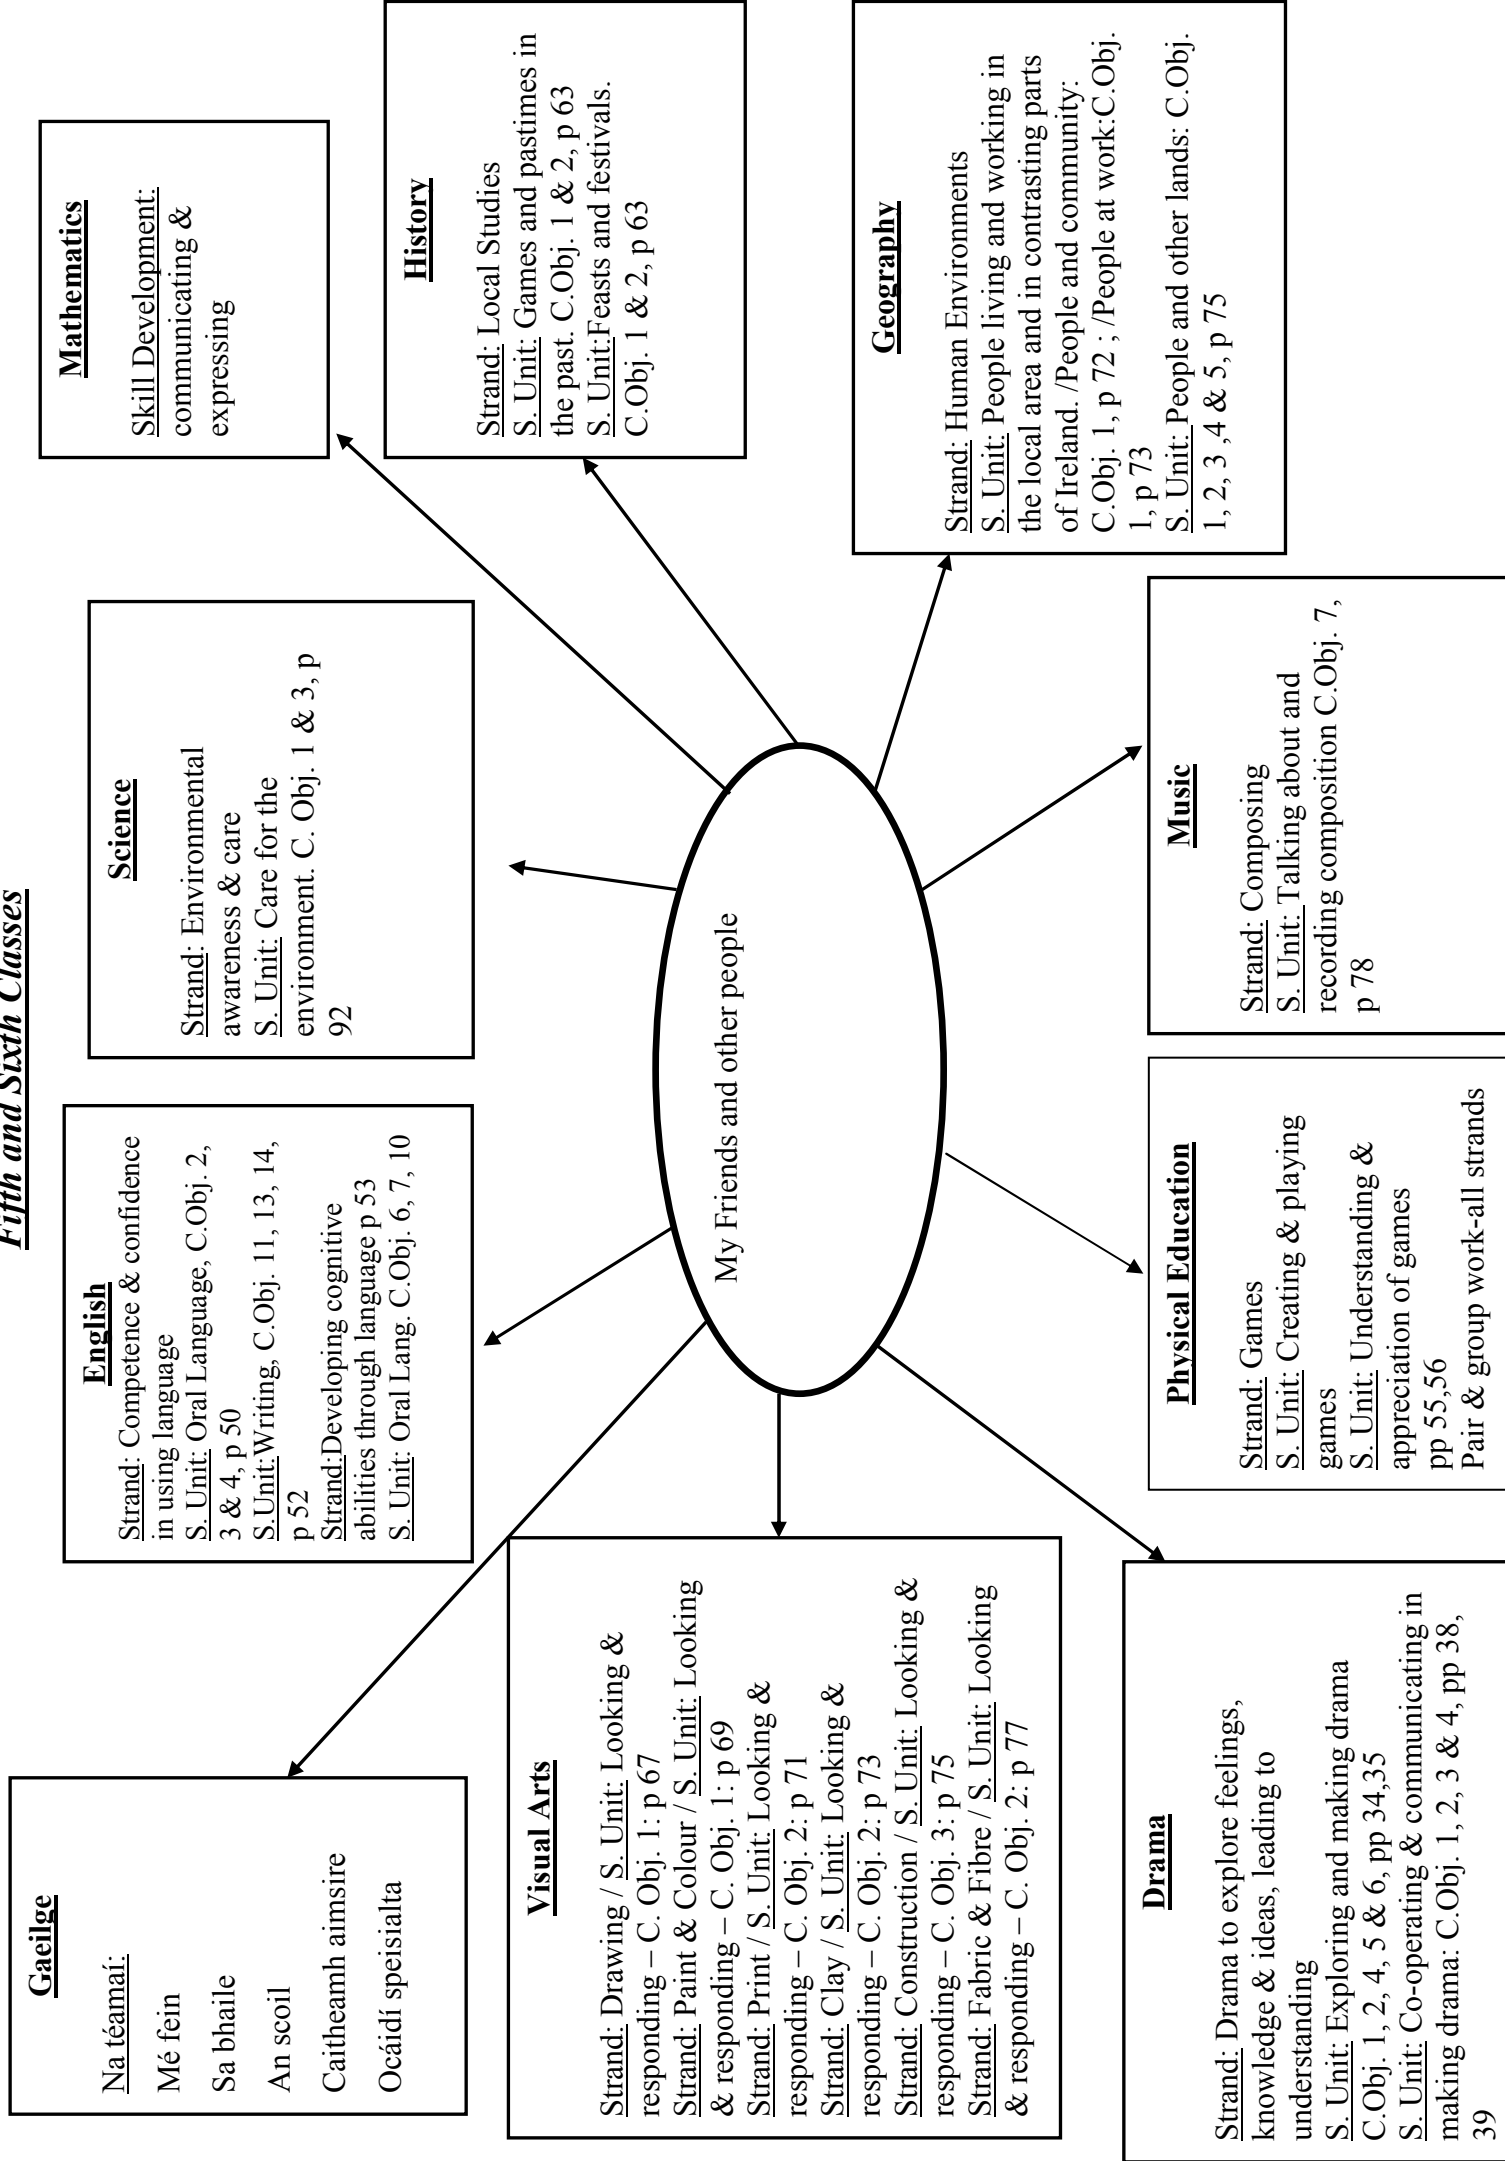 Fifth and Sixth Classes
Gaeilge
Na téamaí:
Mé fein
Sa bhaile
An scoil
Caitheamh aimsire
Ocáidí speisialta
English
Strand: Competence & confidence
in using language
S. Unit: Oral Language, C.Obj. 2,
3 & 4, p 50
S.Unit:Writing, C.Obj. 11, 13, 14,
p 52
Strand:Developing cognitive
abilities through language p 53
S. Unit: Oral Lang. C.Obj. 6, 7, 10
Science
Strand: Environmental
awareness & care
S. Unit: Care for the
environment. C. Obj. 1 & 3, p
92
Mathematics
Skill Development:
communicating &
expressing
Visual Arts
Strand: Drawing / S. Unit: Looking &
responding – C. Obj. 1: p 67
Strand: Paint & Colour / S. Unit: Looking
& responding – C. Obj. 1: p 69
Strand: Print / S. Unit: Looking &
responding – C. Obj. 2: p 71
Strand: Clay / S. Unit: Looking &
responding – C. Obj. 2: p 73
Strand: Construction / S. Unit: Looking &
responding – C. Obj. 3: p 75
Strand: Fabric & Fibre / S. Unit: Looking
& responding – C. Obj. 2: p 77
My Friends and other people
History
Strand: Local Studies
S. Unit: Games and pastimes in
the past. C.Obj. 1 & 2, p 63
S. Unit:Feasts and festivals.
C.Obj. 1 & 2, p 63
Geography
Strand: Human Environments
S. Unit: People living and working in
the local area and in contrasting parts
of Ireland. /People and community:
C.Obj. 1, p 72 ; /People at work:C.Obj.
1, p 73
S. Unit: People and other lands: C.Obj.
1, 2, 3 ,4 & 5, p 75
Drama
Strand: Drama to explore feelings,
knowledge & ideas, leading to
understanding
S. Unit: Exploring and making drama
C.Obj. 1, 2, 4, 5 & 6, pp 34,35
S. Unit: Co-operating & communicating in
making drama: C.Obj. 1, 2, 3 & 4, pp 38,
39
Physical Education
Strand: Games
S. Unit: Creating & playing
games
S. Unit: Understanding &
appreciation of games
pp 55,56
Pair & group work-all strands
Music
Strand: Composing
S. Unit: Talking about and
recording composition C.Obj. 7,
p 78